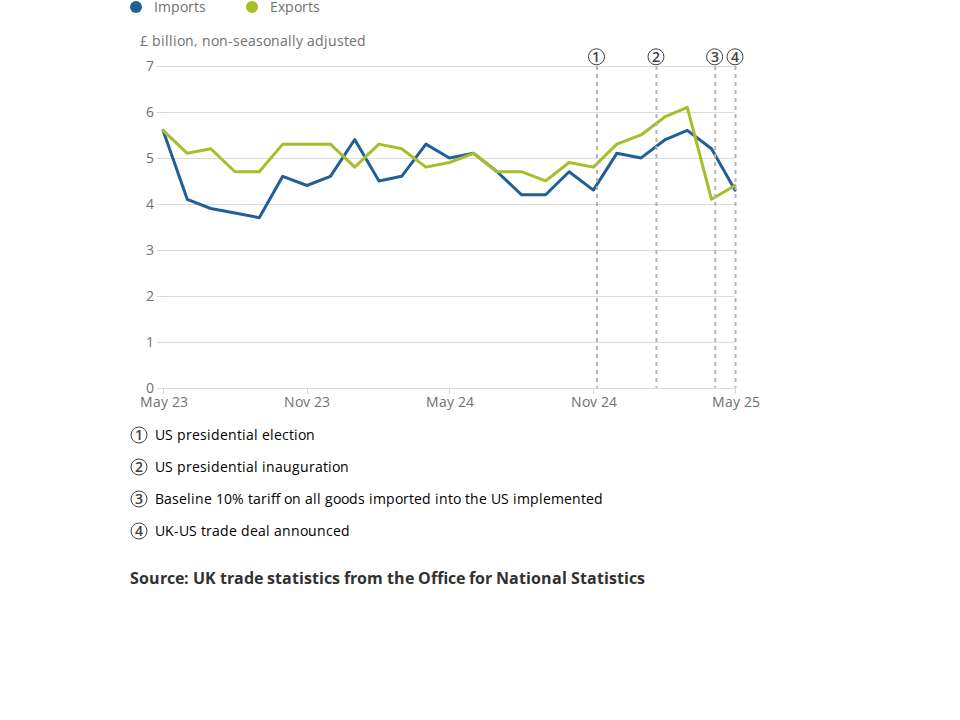 Imports Exports
£ billion, non-seasonally adjusted
1 2 3 4
7
6
5
4
3
2
1
0
May 23 Nov 23 May 24 Nov 24 May 25
1 US presidential election
2 US presidential inauguration
3 Baseline 10% tariff on all goods imported into the US implemented
4 UK-US trade deal announced
Source: UK trade statistics from the Office for National Statistics